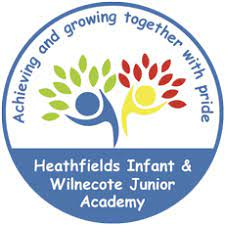 Achieving and growing together with pride
Heathfields Infant &
Wilnecote Junior
Academy